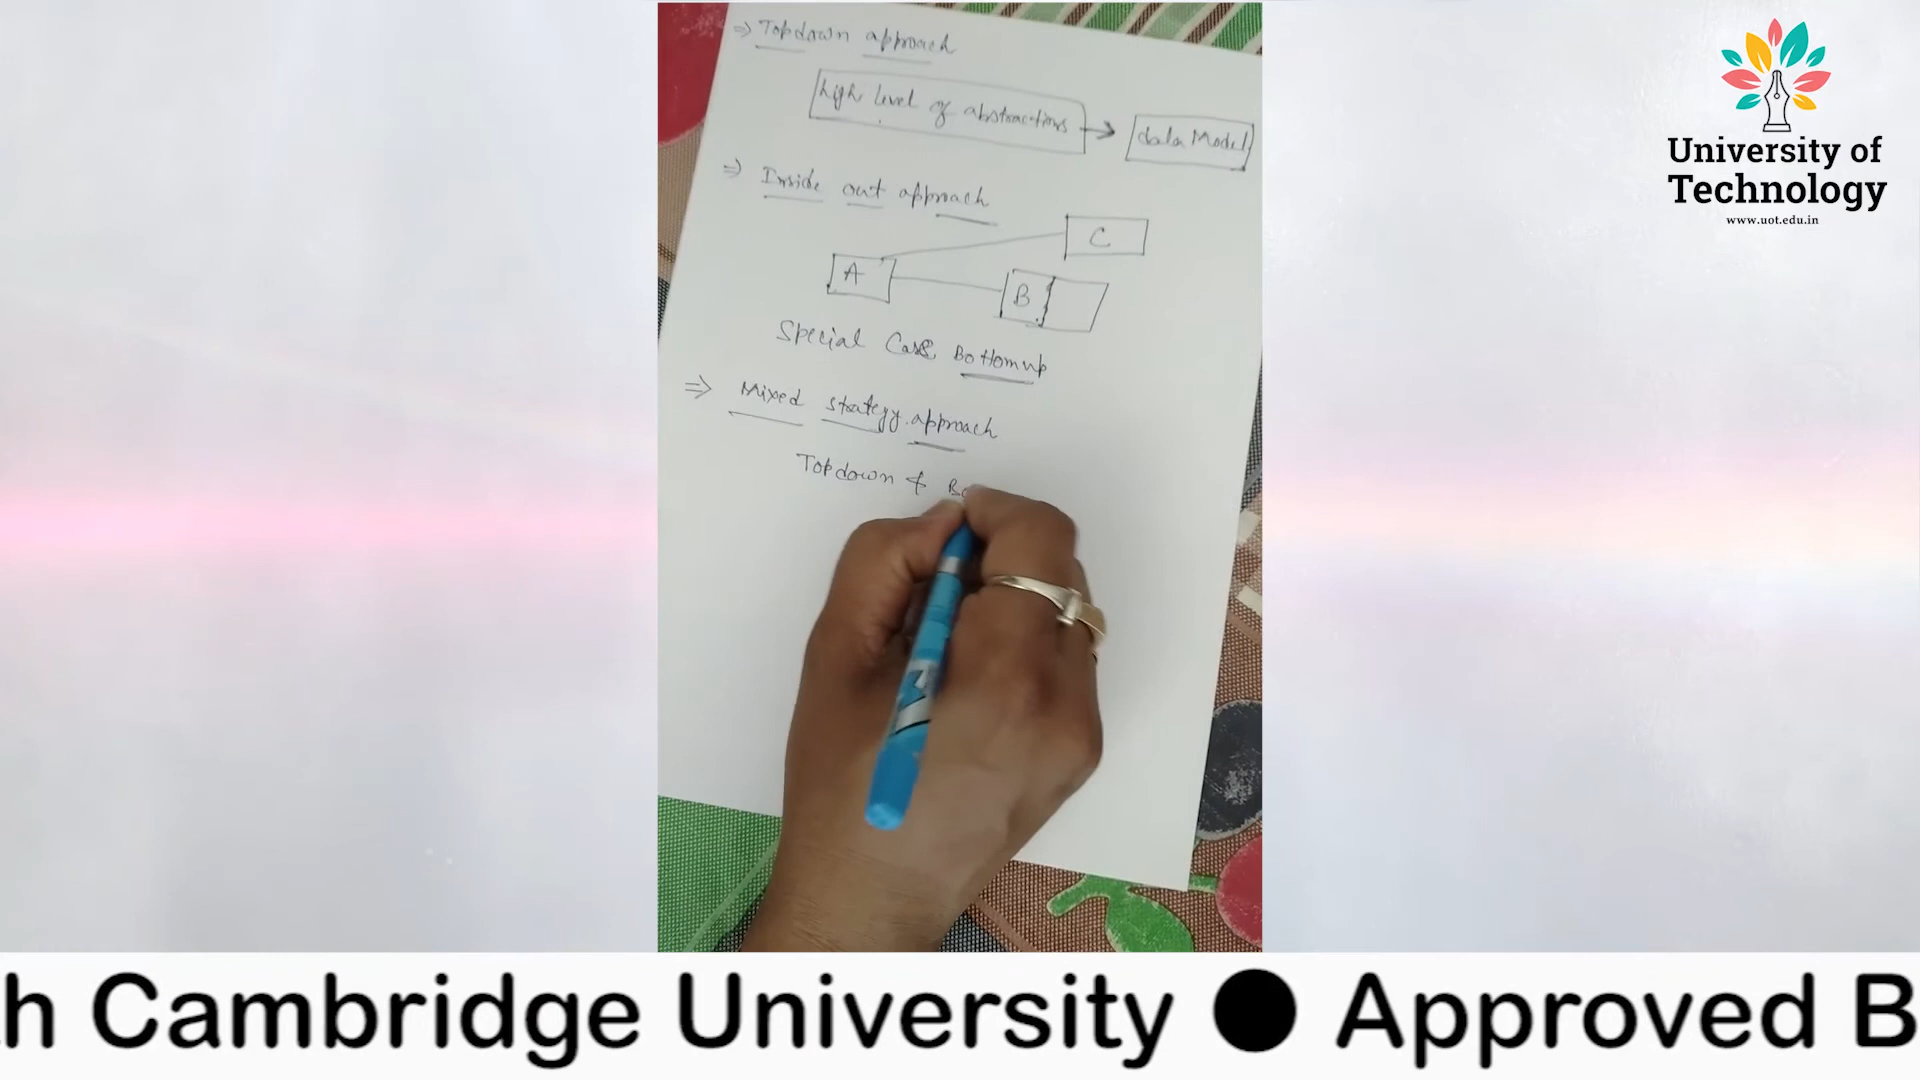 ⇒ Topdown approach
high level of abstractions → data Model
⇒ Inside out approach
C
A
B
Special Case Bottomup
⇒ Mixed strategy approach
Topdown & Bo
University of
Technology
www.uot.edu.in
h Cambridge University ● Approved B